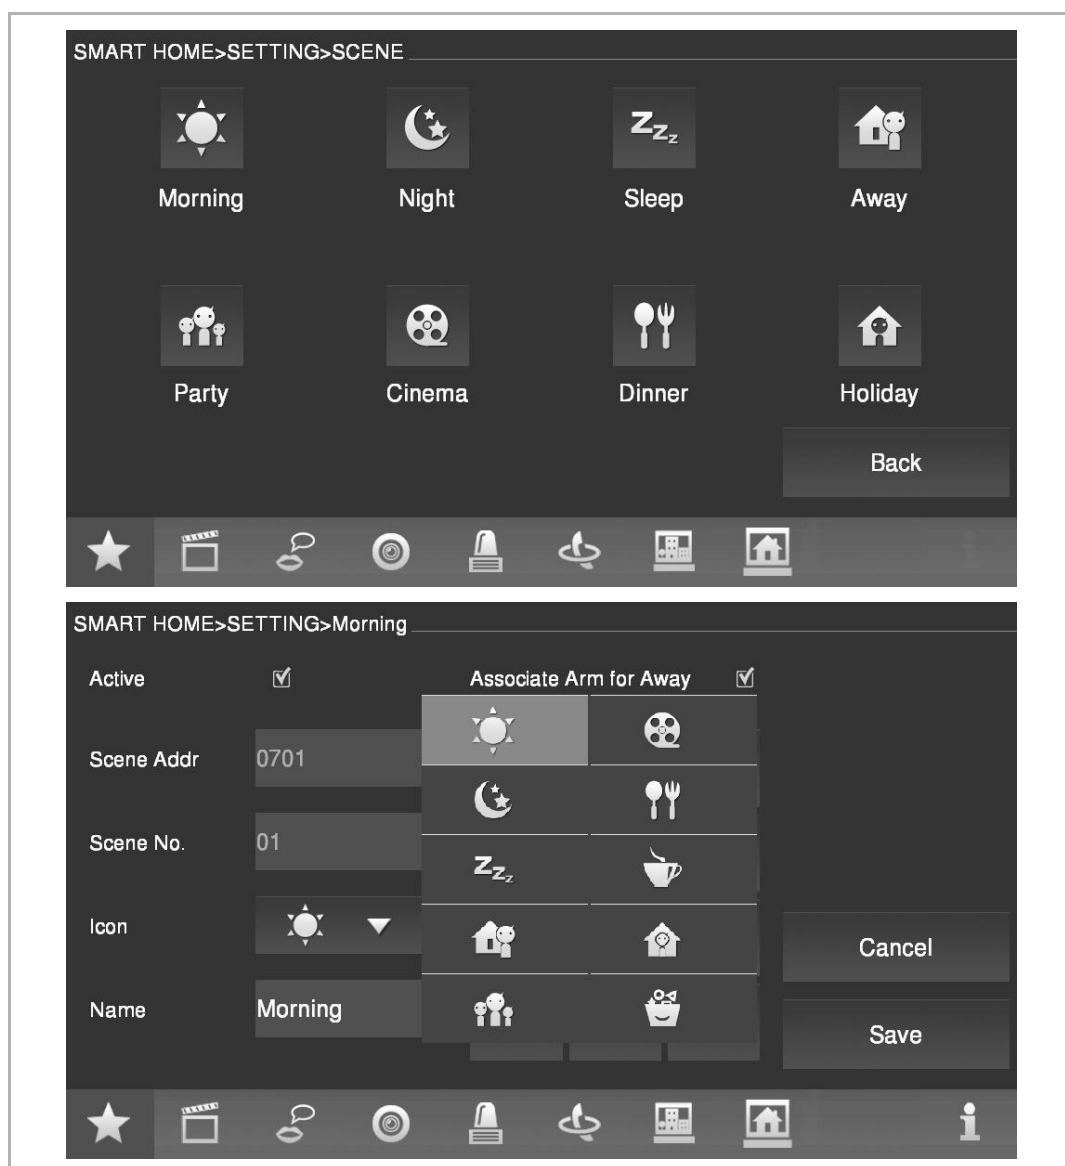 SMART HOME>SETTING>SCENE
Morning Night Sleep Away
Party Cinema Dinner Holiday
Back
SMART HOME>SETTING>Morning
Active Associate Arm for Away
Scene Addr 0701
Scene No. 01
Icon
Cancel
Name Morning
Save